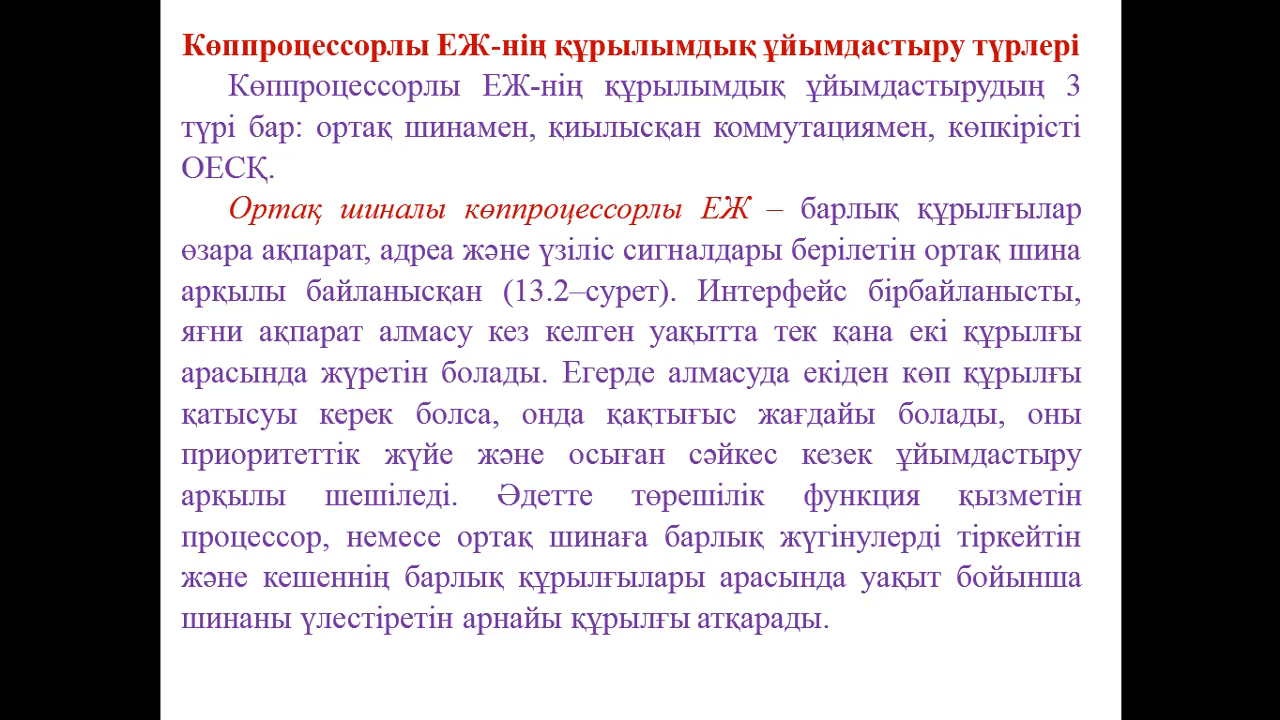 Көппроцессорлы ЕЖ-нің құрылымдық ұйымдастыру түрлері
Көппроцессорлы ЕЖ-нің құрылымдық ұйымдастырудың 3
түрі бар: ортақ шинамен, қиылысқан коммутациямен, көпкірісті
ОЕСҚ.
Ортақ шиналы көппроцессорлы ЕЖ – барлық құрылғылар
өзара ақпарат, адреа және үзіліс сигналдары берілетін ортақ шина
арқылы байланысқан (13.2–сурет). Интерфейс бірбайланысты,
яғни ақпарат алмасу кез келген уақытта тек қана екі құрылғы
арасында жүретін болады. Егерде алмасуда екіден көп құрылғы
қатысуы керек болса, онда қақтығыс жағдайы болады, оны
приоритеттік жүйе және осыған сәйкес кезек ұйымдастыру
арқылы шешіледі. Әдетте төрешілік функция қызметін
процессор, немесе ортақ шинаға барлық жүгінулерді тіркейтін
және кешеннің барлық құрылғылары арасында уақыт бойынша
шинаны үлестіретін арнайы құрылғы атқарады.